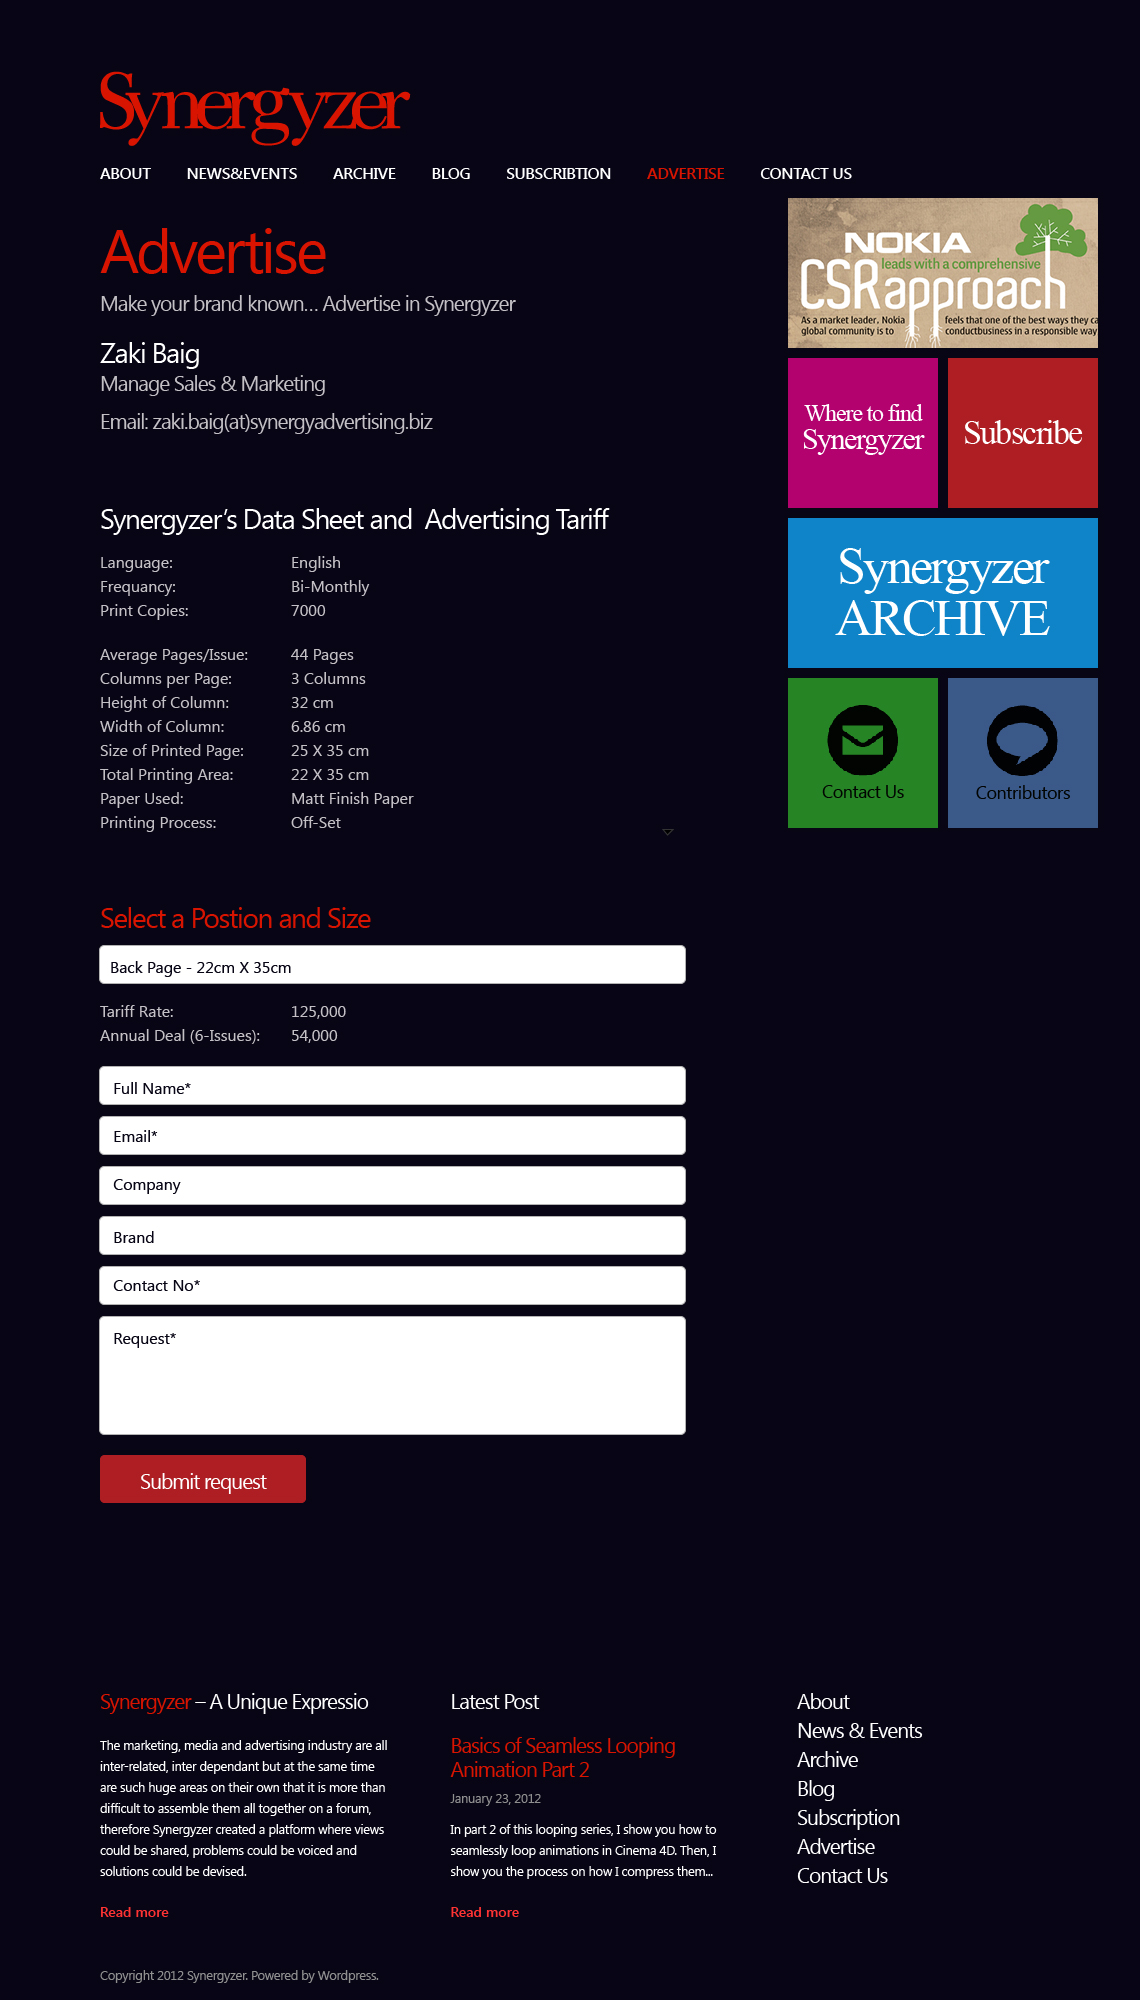 Synergyzer
ABOUT NEWS&EVENTS ARCHIVE BLOG SUBSCRIBTION ADVERTISE CONTACT US
Advertise
Make your brand known... Advertise in Synergyzer
Zaki Baig
Manage Sales & Marketing
Email: zaki.baig(at)synergyadvertising.biz
Synergyzer's Data Sheet and Advertising Tariff
Language: English
Frequancy: Bi-Monthly
Print Copies: 7000
Average Pages/Issue: 44 Pages
Columns per Page: 3 Columns
Height of Column: 32 cm
Width of Column: 6.86 cm
Size of Printed Page: 25 X 35 cm
Total Printing Area: 22 X 35 cm
Paper Used: Matt Finish Paper
Printing Process: Off-Set
NOKIA
leads with a comprehensive
CSR approach
As a market leader, Nokia feels that one of the best ways they ca
global community is to conductbusiness in a responsible way
Where to find
Synergyzer
Subscribe
Synergyzer
ARCHIVE
Contact Us
Contributors
Select a Postion and Size
Back Page - 22cm X 35cm
Tariff Rate: 125,000
Annual Deal (6-Issues): 54,000
Full Name*
Email*
Company
Brand
Contact No*
Request*
Submit request
Synergyzer – A Unique Expressio
The marketing, media and advertising industry are all
inter-related, inter dependant but at the same time
are such huge areas on their own that it is more than
difficult to assemble them all together on a forum,
therefore Synergyzer created a platform where views
could be shared, problems could be voiced and
solutions could be devised.
Read more
Latest Post
Basics of Seamless Looping
Animation Part 2
January 23, 2012
In part 2 of this looping series, I show you how to
seamlessly loop animations in Cinema 4D. Then, I
show you the process on how I compress them...
Read more
About
News & Events
Archive
Blog
Subscription
Advertise
Contact Us
Copyright 2012 Synergyzer. Powered by Wordpress.